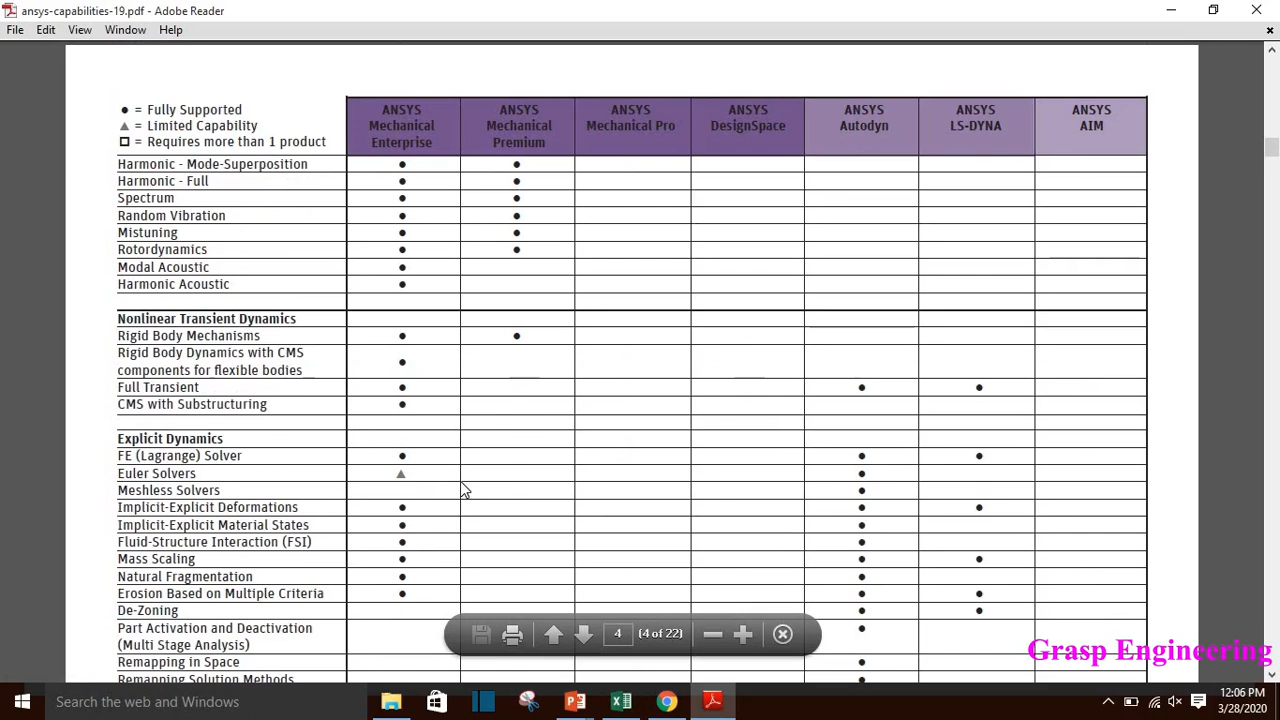 ansys-capabilities-19.pdf - Adobe Reader
File Edit View Window Help
● = Fully Supported
▲ = Limited Capability
□ = Requires more than 1 product
ANSYS Mechanical Enterprise
ANSYS Mechanical Premium
ANSYS Mechanical Pro
ANSYS DesignSpace
ANSYS Autodyn
ANSYS LS-DYNA
ANSYS AIM
Harmonic - Mode-Superposition ● ●
Harmonic - Full ● ●
Spectrum ● ●
Random Vibration ● ●
Mistuning ● ●
Rotordynamics ● ●
Modal Acoustic ●
Harmonic Acoustic ●
Nonlinear Transient Dynamics
Rigid Body Mechanisms ● ●
Rigid Body Dynamics with CMS
components for flexible bodies ●
Full Transient ● ● ●
CMS with Substructuring ●
Explicit Dynamics
FE (Lagrange) Solver ● ● ●
Euler Solvers ▲ ●
Meshless Solvers ●
Implicit-Explicit Deformations ● ● ●
Implicit-Explicit Material States ● ●
Fluid-Structure Interaction (FSI) ● ●
Mass Scaling ● ● ●
Natural Fragmentation ● ●
Erosion Based on Multiple Criteria ● ● ●
De-Zoning ● ●
Part Activation and Deactivation
(Multi Stage Analysis) ●
Remapping in Space ●
Remapping Solution Methods ●
4 (4 of 22)
Grasp Engineering
Search the web and Windows
12:06 PM
3/28/2020